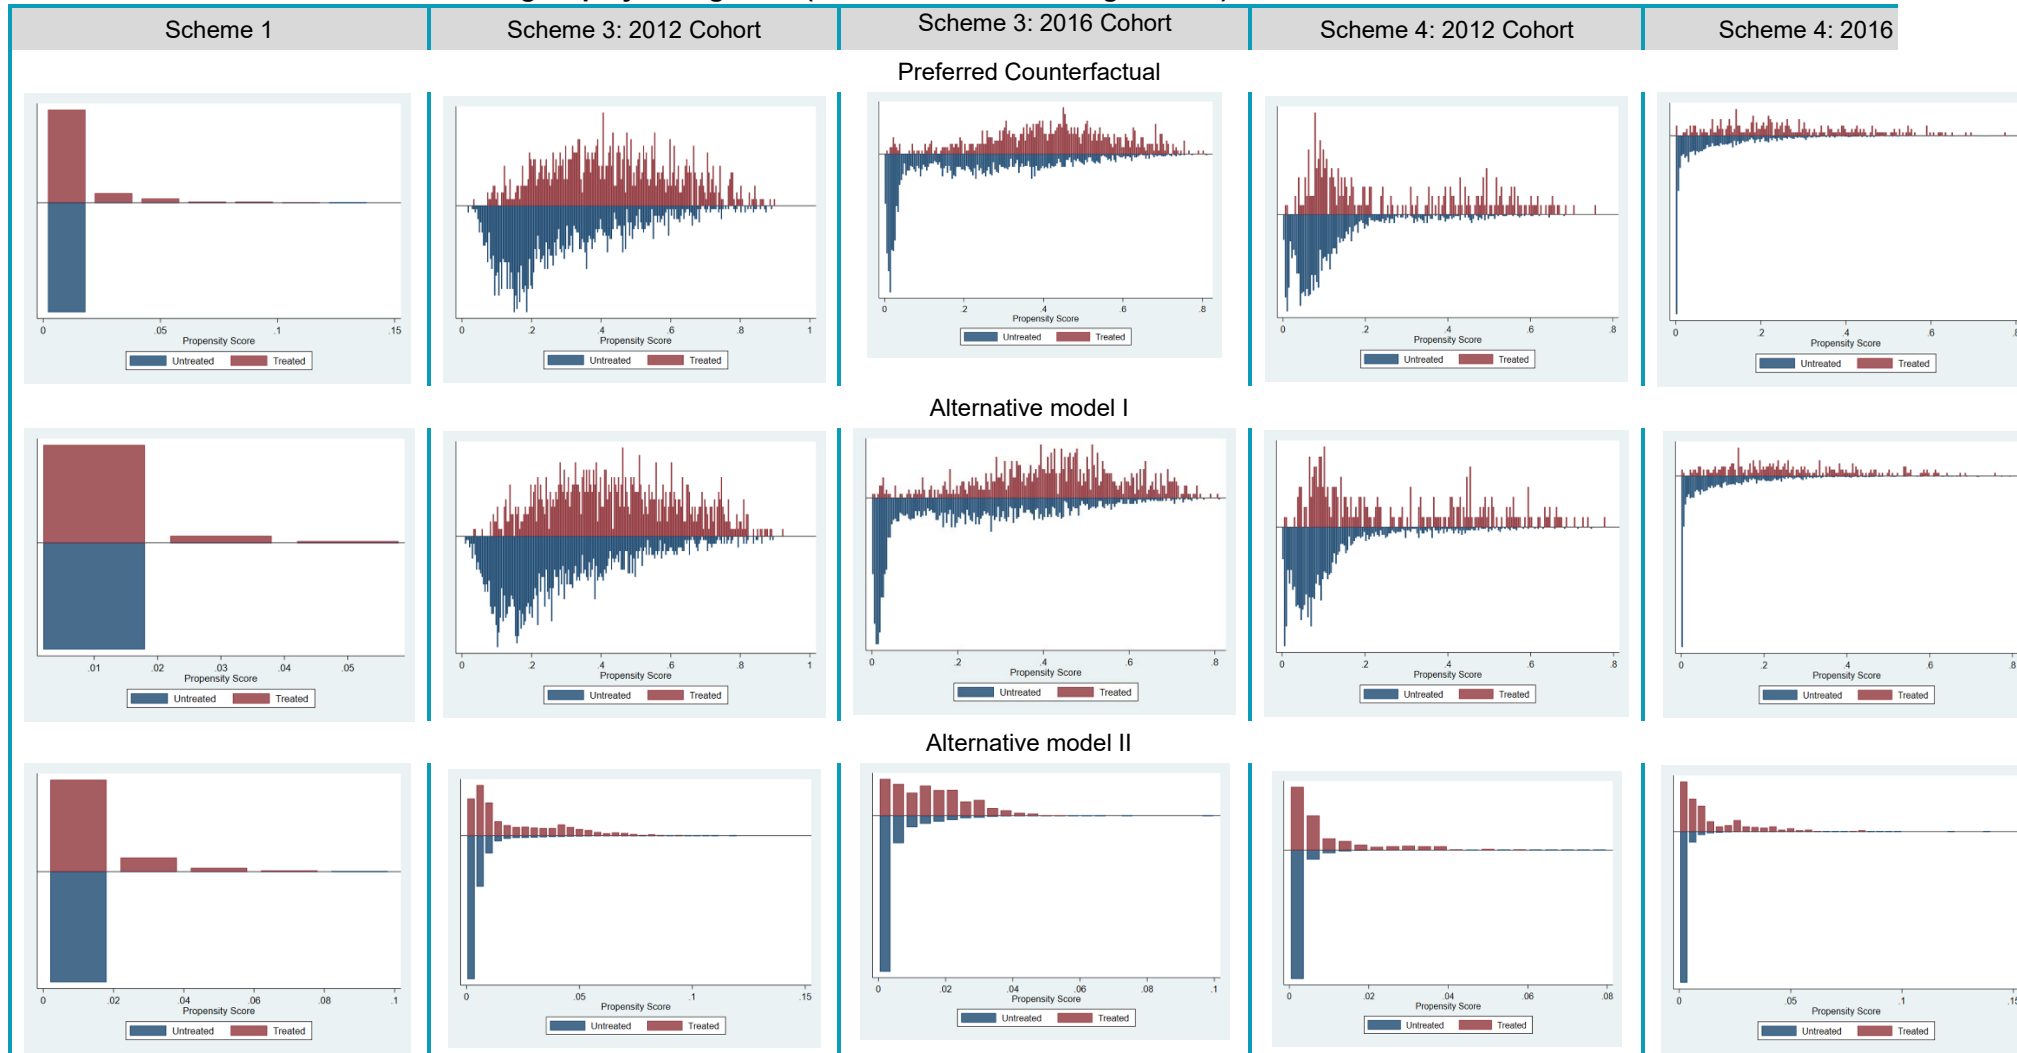 Scheme 1
Scheme 3: 2012 Cohort
Scheme 3: 2016 Cohort
Scheme 4: 2012 Cohort
Scheme 4: 2016
Preferred Counterfactual
0 .05 .1 .15
Propensity Score
Untreated Treated
0 .2 .4 .6 .8 1
Propensity Score
Untreated Treated
0 .2 .4 .6 .8
Propensity Score
Untreated Treated
0 .2 .4 .6 .8
Propensity Score
Untreated Treated
0 .2 .4 .6 .8
Propensity Score
Untreated Treated
Alternative model I
.01 .02 .03 .04 .05
Propensity Score
Untreated Treated
0 .2 .4 .6 .8 1
Propensity Score
Untreated Treated
0 .2 .4 .6 .8
Propensity Score
Untreated Treated
0 .2 .4 .6 .8
Propensity Score
Untreated Treated
0 .2 .4 .6 .8
Propensity Score
Untreated Treated
Alternative model II
0 .02 .04 .06 .08 .1
Propensity Score
Untreated Treated
0 .05 .1 .15
Propensity Score
Untreated Treated
0 .02 .04 .06 .08 .1
Propensity Score
Untreated Treated
0 .02 .04 .06 .08
Propensity Score
Untreated Treated
0 .05 .1 .15
Propensity Score
Untreated Treated